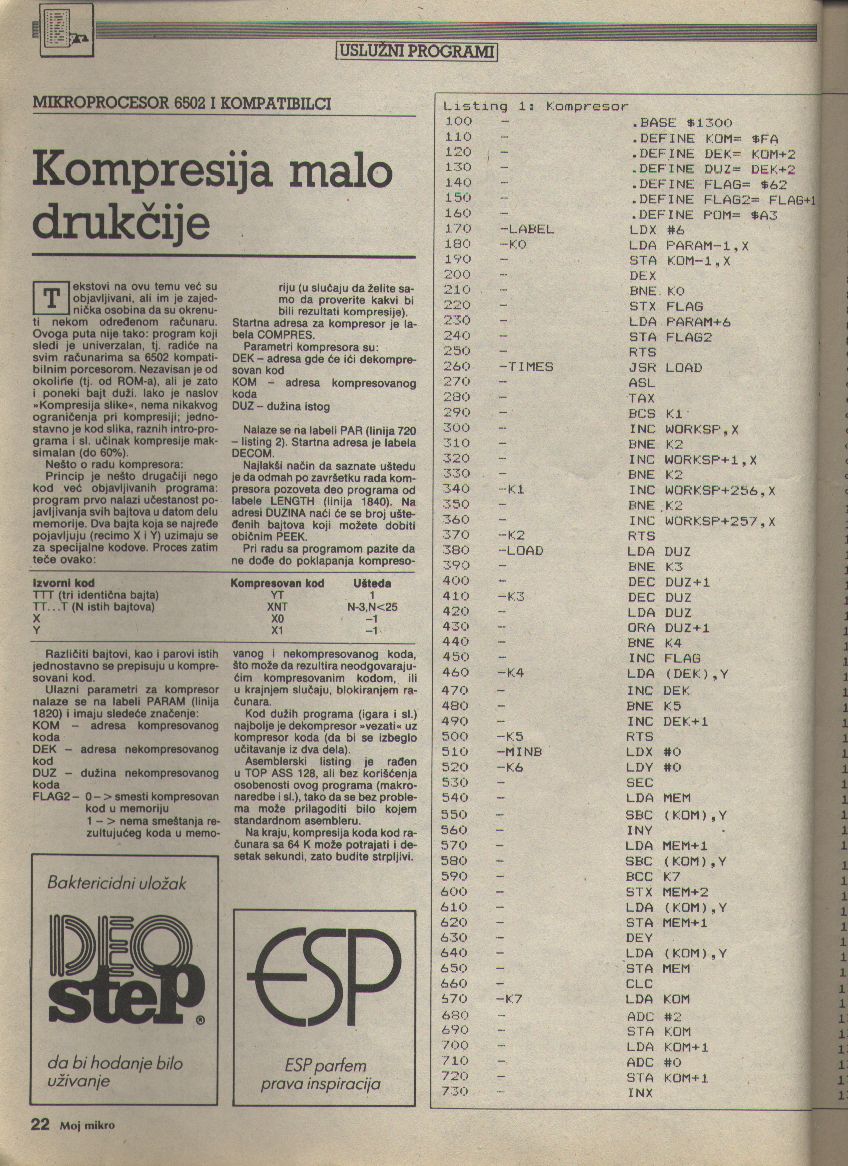 USLUŽNI PROGRAMI
MIKROPROCESOR 6502 I KOMPATIBILCI
Kompresija malo
drukčije
Tekstovi na ovu temu već su
objavljivani, ali im je zajed-
nička osobina da su okrenu-
ti nekom određenom računaru.
Ovoga puta nije tako: program koji
sledi je univerzalan, tj. radiće na
svim računarima sa 6502 kompati-
bilnim porcesorom. Nezavisan je od
okoline (tj. od ROM-a), ali je zato
i poneki bajt duži. Iako je naslov
»Kompresija slike«, nema nikakvog
ograničenja pri kompresiji; jedno-
stavno je kod slika, raznih intro-pro-
grama i sl. učinak kompresije mak-
simalan (do 60%).
Nešto o radu kompresora:
Princip je nešto drugačiji nego
kod već objavljivanih programa:
program prvo nalazi učestanost po-
javljivanja svih bajtova u datom delu
memorije. Dva bajta koja se najređe
pojavljuju (recimo X i Y) uzimaju se
za specijalne kodove. Proces zatim
teče ovako:
riju (u slučaju da želite sa-
mo da proverite kakvi bi
bili rezultati kompresije).
Startna adresa za kompresor je la-
bela COMPRES.
Parametri kompresora su:
DEK – adresa gde će ići dekompre-
sovan kod
KOM – adresa kompresovanog
koda
DUZ – dužina istog
Nalaze se na labeli PAR (linija 720
– listing 2). Startna adresa je labela
DECOM.
Najlakši način da saznate uštedu
je da odmah po završetku rada kom-
presora pozoveta deo programa od
labele LENGTH (linija 1840). Na
adresi DUZINA naći će se broj ušte-
đenih bajtova koji možete dobiti
običnim PEEK.
Pri radu sa programom pazite da
ne dođe do poklapanja kompreso-
Izvorni kod Kompresovan kod Ušteda
TTT (tri identična bajta) YT 1
TT...T (N istih bajtova) XNT N-3,N<25
X X0 –1
Y X1 –1
Različiti bajtovi, kao i parovi istih
jednostavno se prepisuju u kompre-
sovani kod.
Ulazni parametri za kompresor
nalaze se na labeli PARAM (linija
1820) i imaju sledeće značenje:
KOM – adresa kompresovanog
koda
DEK – adresa nekompresovanog
kod
DUZ – dužina nekompresovanog
koda
FLAG2– 0–> smesti kompresovan
kod u memoriju
1 –> nema smeštanja re-
zultujućeg koda u memo-
vanog i nekompresovanog koda,
što može da rezultira neodgovaraju-
ćim kompresovanim kodom, ili
u krajnjem slučaju, blokiranjem ra-
čunara.
Kod dužih programa (igara i sl.)
najbolje je dekompresor »vezati« uz
kompresor koda (da bi se izbeglo
učitavanje iz dva dela).
Asemblerski listing je rađen
u TOP ASS 128, ali bez korišćenja
osobenosti ovog programa (makro-
naredbe i sl.), tako da se bez proble-
ma može prilagoditi bilo kojem
standardnom asembleru.
Na kraju, kompresija koda kod ra-
čunara sa 64 K može potrajati i de-
setak sekundi, zato budite strpljivi.
Baktericidni uložak
DEO
step®
da bi hodanje bilo
uživanje
ESP
ESP parfem
prava inspiracija
Listing 1: Kompresor
100 - .BASE $1300
110 - .DEFINE KOM= $FA
120 - .DEFINE DEK= KOM+2
130 - .DEFINE DUZ= DEK+2
140 - .DEFINE FLAG= $62
150 - .DEFINE FLAG2= FLAG+1
160 - .DEFINE POM= $A3
170 -LABEL LDX #6
180 -K0 LDA PARAM-1,X
190 - STA KOM-1,X
200 - DEX
210 - BNE K0
220 - STX FLAG
230 - LDA PARAM+6
240 - STA FLAG2
250 - RTS
260 -TIMES JSR LOAD
270 - ASL
280 - TAX
290 - BCS K1
300 - INC WORKSP,X
310 - BNE K2
320 - INC WORKSP+1,X
330 - BNE K2
340 -K1 INC WORKSP+256,X
350 - BNE K2
360 - INC WORKSP+257,X
370 -K2 RTS
380 -LOAD LDA DUZ
390 - BNE K3
400 - DEC DUZ+1
410 -K3 DEC DUZ
420 - LDA DUZ
430 - ORA DUZ+1
440 - BNE K4
450 - INC FLAG
460 -K4 LDA (DEK),Y
470 - INC DEK
480 - BNE K5
490 - INC DEK+1
500 -K5 RTS
510 -MINB LDX #0
520 -K6 LDY #0
530 - SEC
540 - LDA MEM
550 - SBC (KOM),Y
560 - INY
570 - LDA MEM+1
580 - SBC (KOM),Y
590 - BCC K7
600 - STX MEM+2
610 - LDA (KOM),Y
620 - STA MEM+1
630 - DEY
640 - LDA (KOM),Y
650 - STA MEM
660 - CLC
670 -K7 LDA KOM
680 - ADC #2
690 - STA KOM
700 - LDA KOM+1
710 - ADC #0
720 - STA KOM+1
730 - INX
22 Moj mikro